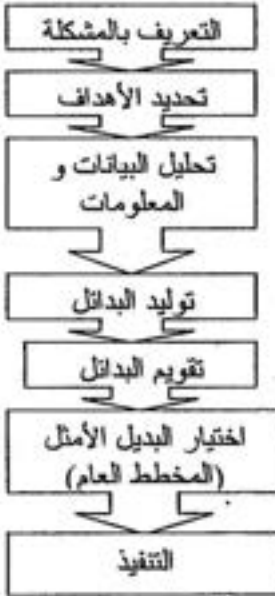 التعريف بالمشكلة
تحديد الأهداف
تحليل البيانات و
المعلومات
توليد البدائل
تقويم البدائل
اختيار البديل الأمثل
(المخطط العام)
التنفيذ